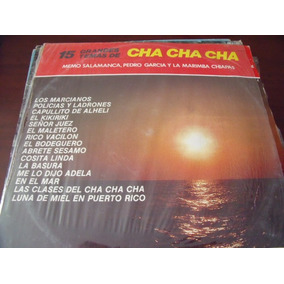 15 GRANDES TEMAS DE CHA CHA CHA
MEMO SALAMANCA, PEDRO GARCIA Y LA MARIMBA CHIAPAS
LOS MARCIANOS
POLICIAS Y LADRONES
CAPULLITO DE ALHELI
EL KIKIRIKI
SEÑOR JUEZ
EL MALETERO
RICO VACILON
EL BODEGUERO
ABRETE SESAMO
COSITA LINDA
LA BASURA
ME LO DIJO ADELA
EN EL MAR
LAS CLASES DEL CHA CHA CHA
LUNA DE MIEL EN PUERTO RICO